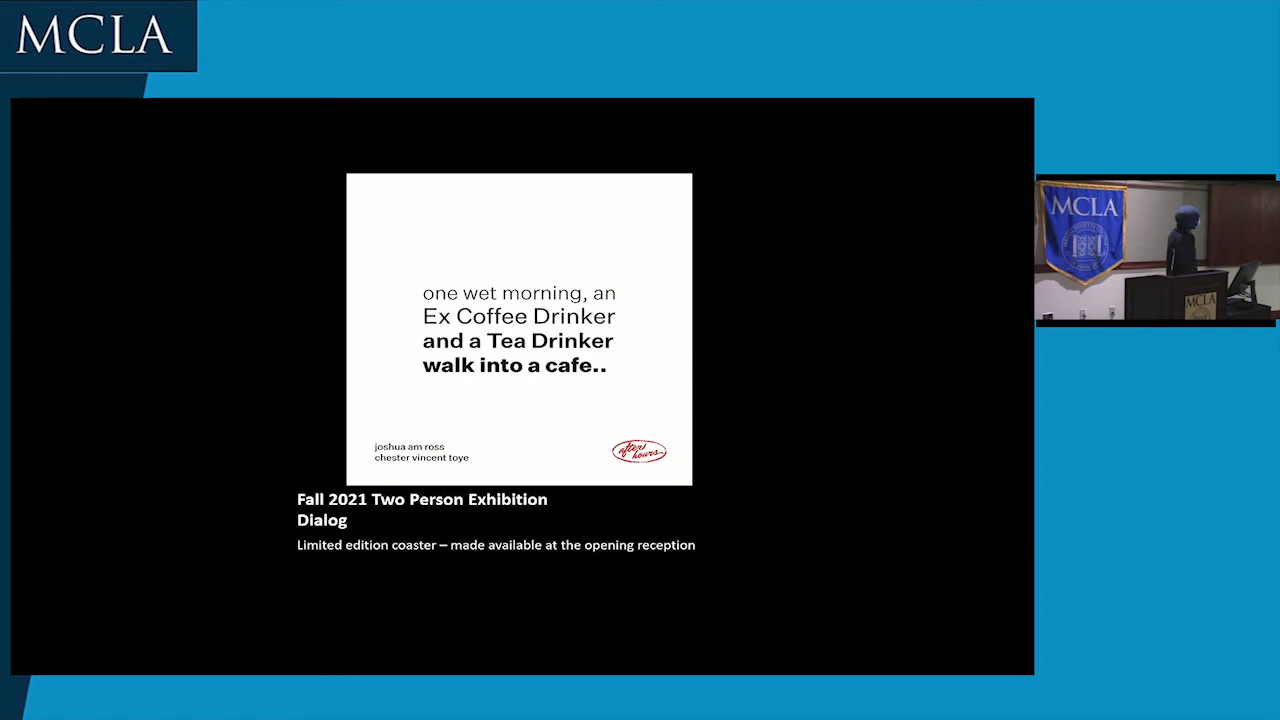 MCLA
one wet morning, an
Ex Coffee Drinker
and a Tea Drinker
walk into a cafe..
joshua am ross
chester vincent toye
after
hours
Fall 2021 Two Person Exhibition
Dialog
Limited edition coaster – made available at the opening reception
MCLA
MCLA